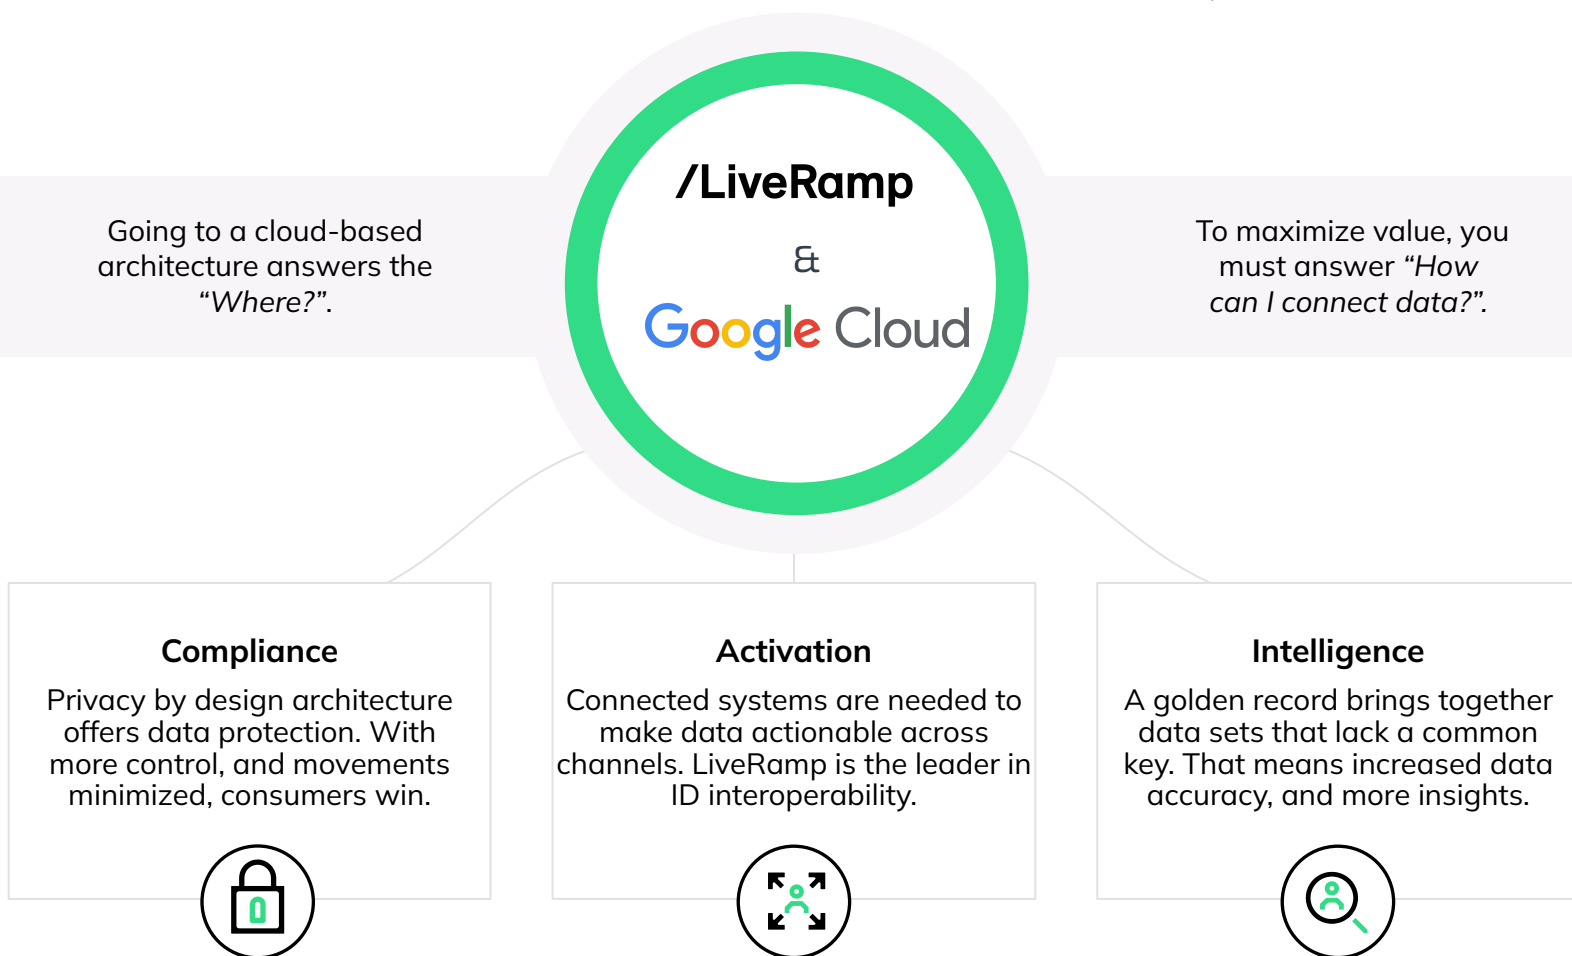 Going to a cloud-based
architecture answers the
“Where?”.
/LiveRamp
&
Google Cloud
To maximize value, you
must answer “How
can I connect data?”.
Compliance
Privacy by design architecture
offers data protection. With
more control, and movements
minimized, consumers win.
Activation
Connected systems are needed to
make data actionable across
channels. LiveRamp is the leader in
ID interoperability.
Intelligence
A golden record brings together
data sets that lack a common
key. That means increased data
accuracy, and more insights.